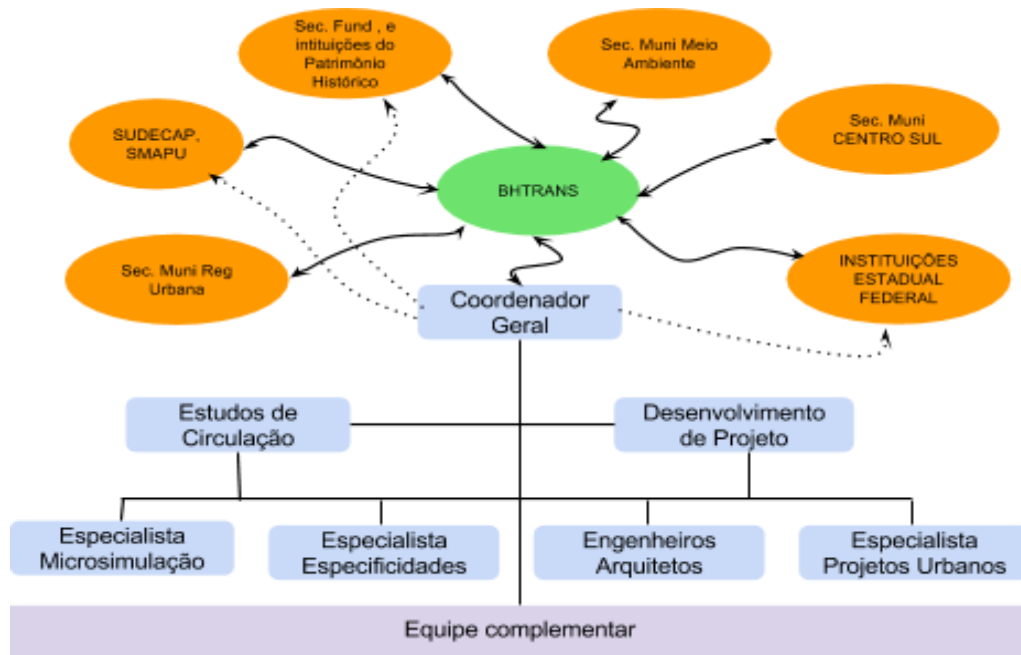 Sec. Fund , e
intituições do
Patrimônio
Histórico
Sec. Muni Meio
Ambiente
SUDECAP,
SMAPU
Sec. Muni
CENTRO SUL
BHTRANS
Sec. Muni Reg
Urbana
INSTITUIÇÕES
ESTADUAL
FEDERAL
Coordenador
Geral
Estudos de
Circulação
Desenvolvimento
de Projeto
Especialista
Microsimulação
Especialista
Especificidades
Engenheiros
Arquitetos
Especialista
Projetos Urbanos
Equipe complementar